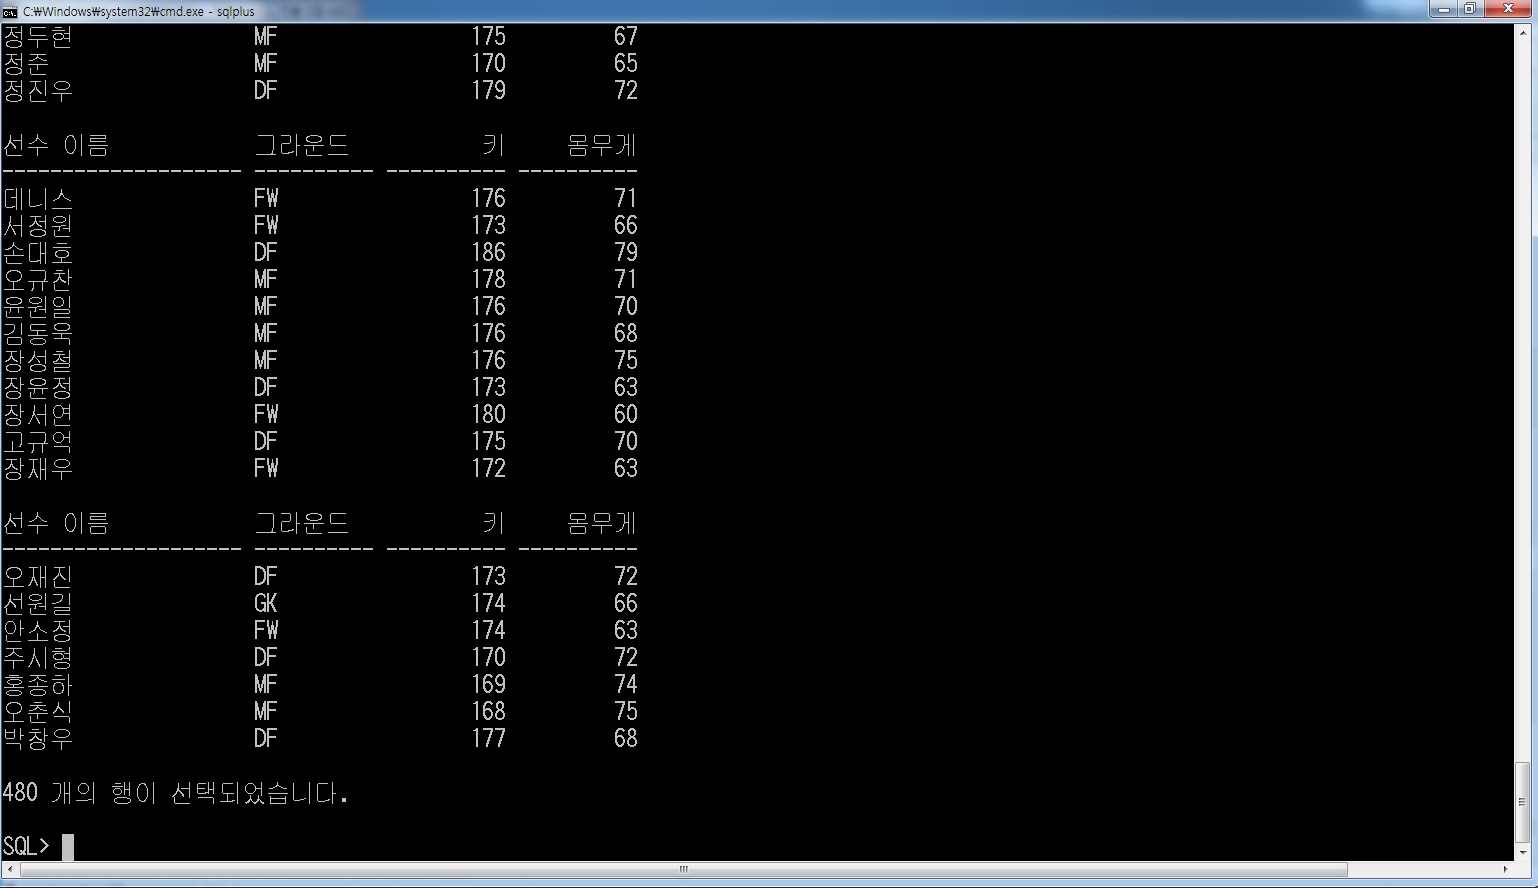 C:₩Windows₩system32₩cmd.exe - sqlplus
정두현 MF 175 67
정준 MF 170 65
정진우 DF 179 72
선수 이름 그라운드 키 몸무게
-------------------- ---------- ---------- ----------
데니스 FW 176 71
서정원 FW 173 66
손대호 DF 186 79
오규찬 MF 178 71
윤원일 MF 176 70
김동욱 MF 176 68
장성철 MF 176 75
장윤정 DF 173 63
장서연 FW 180 60
고규억 DF 175 70
장재우 FW 172 63
선수 이름 그라운드 키 몸무게
-------------------- ---------- ---------- ----------
오재진 DF 173 72
선원길 GK 174 66
안소정 FW 174 63
주시형 DF 170 72
홍종하 MF 169 74
오춘식 MF 168 75
박창우 DF 177 68
480 개의 행이 선택되었습니다.
SQL>